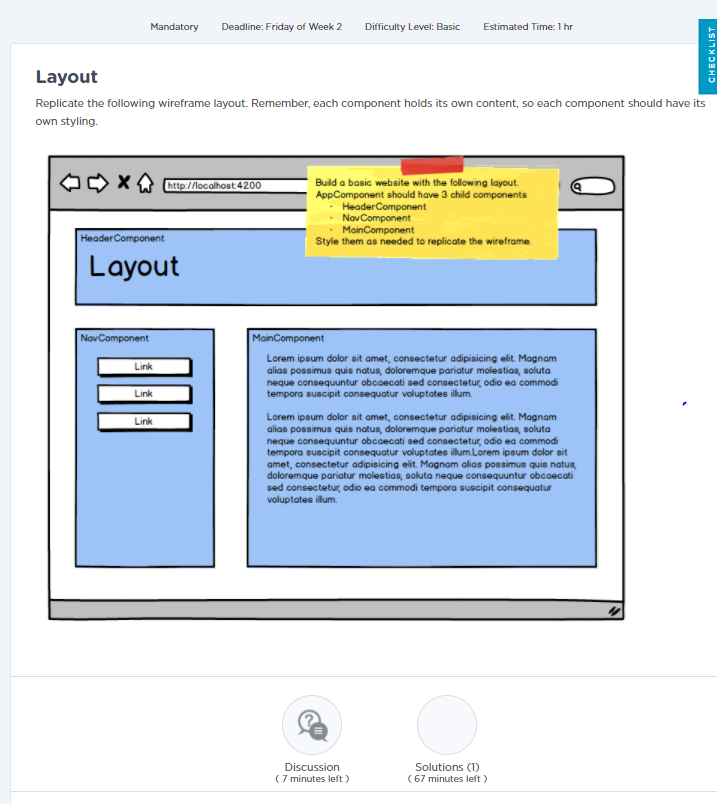 Mandatory Deadline: Friday of Week 2 Difficulty Level: Basic Estimated Time: 1 hr
CHECKLIST
Layout
Replicate the following wireframe layout. Remember, each component holds its own content, so each component should have its
own styling.
http://localhost:4200
Build a basic website with the following layout.
AppComponent should have 3 child components
- HeaderComponent
- NavComponent
- MainComponent
Style them as needed to replicate the wireframe.
HeaderComponent
Layout
NavComponent
Link
Link
Link
MainComponent
Lorem ipsum dolor sit amet, consectetur adipisicing elit. Magnam
alias possimus quis natus, doloremque pariatur molestias, soluta
neque consequuntur obcaecati sed consectetur, odio ea commodi
tempora suscipit consequatur voluptates illum.
Lorem ipsum dolor sit amet, consectetur adipisicing elit. Magnam
alias possimus quis natus, doloremque pariatur molestias, soluta
neque consequuntur obcaecati sed consectetur, odio ea commodi
tempora suscipit consequatur voluptates illum.Lorem ipsum dolor sit
amet, consectetur adipisicing elit. Magnam alias possimus quis natus,
doloremque pariatur molestias, soluta neque consequuntur obcaecati
sed consectetur, odio ea commodi tempora suscipit consequatur
voluptates illum.
Discussion
( 7 minutes left )
Solutions (1)
( 67 minutes left )